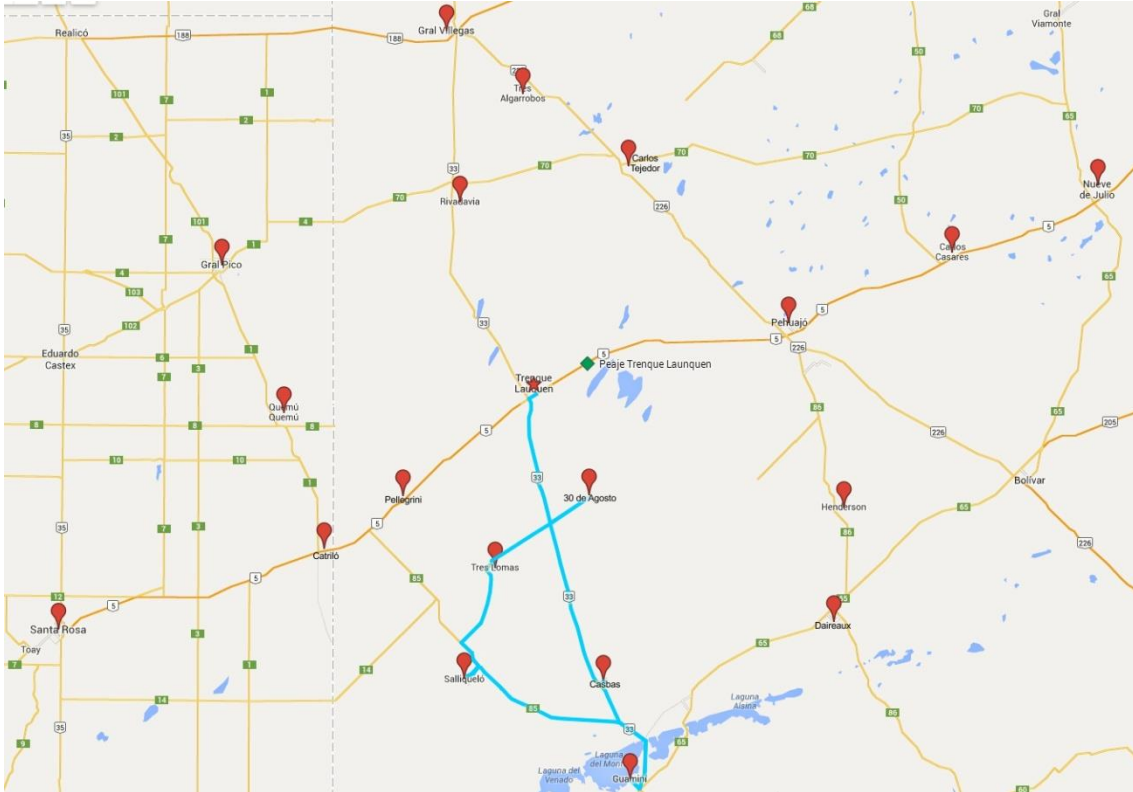 Gral
Viamonte
Gral Villegas
Realicó
188
188
68
50
Tres
Algarrobos
101
7
1
2
2
35
65
68
Carlos
Tejedor
70
70
70
70
33
Rivadavia
Nueve
de Julio
226
50
101
4
7
1
5
Carlos
Casares
Gral Pico
4
103
102
35
65
33
5
Pehuajó
5
226
Eduardo
Castex
6
3
1
5
Peaje Trenque Launquen
Trenque
Lauquen
Quemú
Quemú
8
8
8
86
226
205
5
10
10
1
33
Bolívar
Pellegrini
30 de Agosto
Henderson
65
35
7
3
5
Catriló
86
226
Tres Lomas
85
5
12
5
33
65
Daireaux
Santa Rosa
Toay
7
3
1
14
Salliqueló
Casbas
14
85
33
35
9
86
65
Laguna
Alsina
Laguna
del Monte
Laguna del
Venado
Guaminí
60